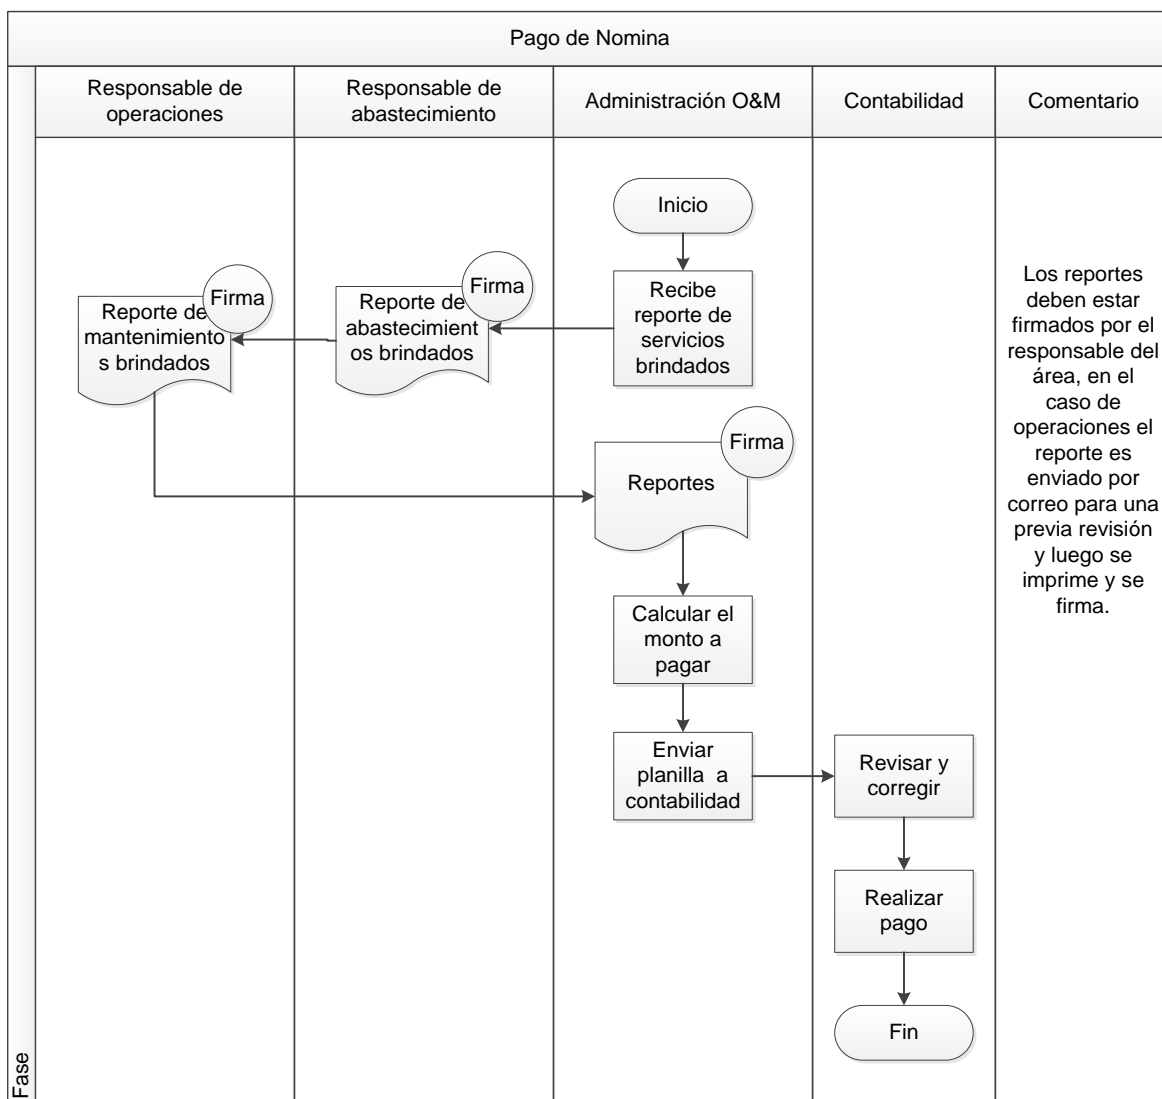 Pago de Nomina
Responsable de
operaciones
Responsable de
abastecimiento
Administración O&M
Contabilidad
Comentario
Fase
Inicio
Recibe
reporte de
servicios
brindados
Firma
Reporte de
abastecimient
os brindados
Firma
Reporte de
mantenimiento
s brindados
Firma
Reportes
Calcular el
monto a
pagar
Enviar
planilla  a
contabilidad
Revisar y
corregir
Realizar
pago
Fin
Los reportes
deben estar
firmados por el
responsable del
área, en el
caso de
operaciones el
reporte es
enviado por
correo para una
previa revisión
y luego se
imprime y se
firma.